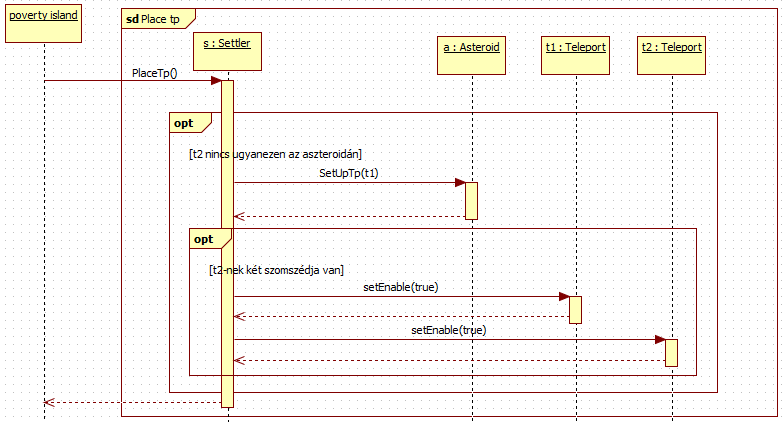 poverty island
sd Place tp
s : Settler
a : Asteroid
t1 : Teleport
t2 : Teleport
PlaceTp()
opt
[t2 nincs ugyanezen az aszteroidán]
SetUpTp(t1)
opt
[t2-nek két szomszédja van]
setEnable(true)
setEnable(true)